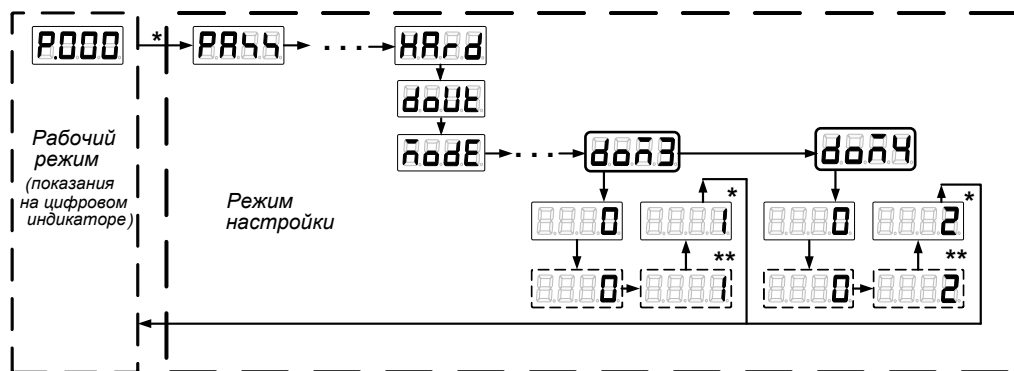 P.000
*
PASS
...
HArd
doUt
modE
...
dom3
dom4
Рабочий
режим
(показания
на цифровом
индикаторе)
Режим
настройки
0
1
*
0
2
*
**
**
0
1
0
2